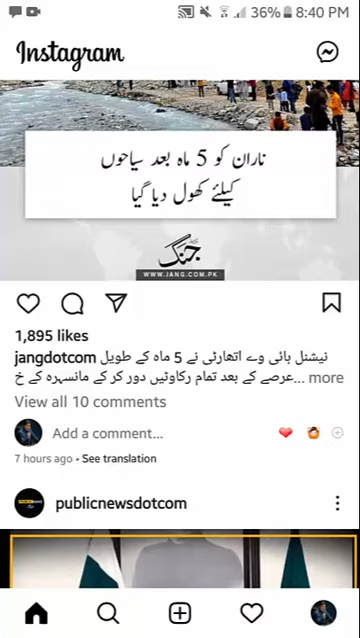 36% 8:40 PM
Instagram
ناران کو 5 ماہ بعد سیاحوں
کیلئے کھول دیا گیا
جنگ
WWW.JANG.COM.PK
1,895 likes
jangdotcom نیشنل ہائی وے اتھارٹی نے 5 ماہ کے طویل
عرصے کے بعد تمام رکاوٹیں دور کر کے مانسہرہ کے خ... more
View all 10 comments
Add a comment...
7 hours ago • See translation
publicnewsdotcom